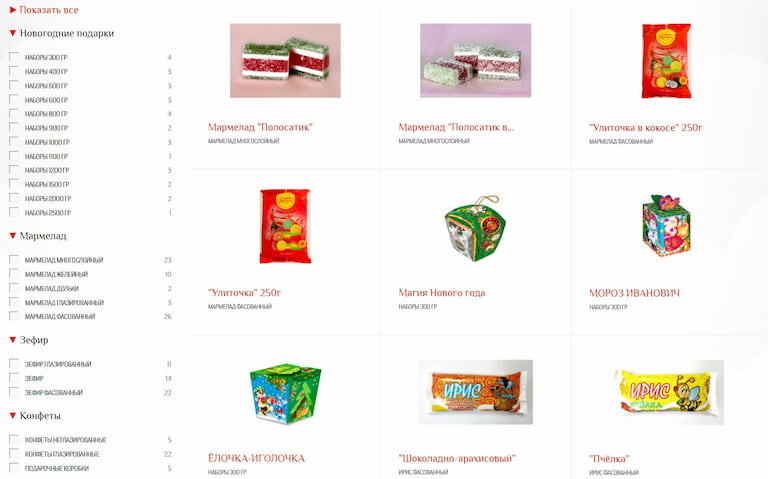 Показать все
Новогодние подарки
НАБОРЫ 300 ГР 4
НАБОРЫ 400 ГР 3
НАБОРЫ 500 ГР 3
НАБОРЫ 600 ГР 3
НАБОРЫ 800 ГР 4
НАБОРЫ 900 ГР 2
НАБОРЫ 1000 ГР 3
НАБОРЫ 1100 ГР 1
НАБОРЫ 1200 ГР 3
НАБОРЫ 1500 ГР 2
НАБОРЫ 2000 ГР 2
НАБОРЫ 2500 ГР 1
Мармелад
МАРМЕЛАД МНОГОСЛОЙНЫЙ 23
МАРМЕЛАД ЖЕЛЕЙНЫЙ 10
МАРМЕЛАД ДОЛЬКИ 2
МАРМЕЛАД ГЛАЗИРОВАННЫЙ 3
МАРМЕЛАД ФАСОВАННЫЙ 26
Зефир
ЗЕФИР ГЛАЗИРОВАННЫЙ 11
ЗЕФИР 14
ЗЕФИР ФАСОВАННЫЙ 22
Конфеты
КОНФЕТЫ НЕГЛАЗИРОВАННЫЕ 5
КОНФЕТЫ ГЛАЗИРОВАННЫЕ 22
ПОДАРОЧНЫЕ КОРОБКИ 5
Мармелад "Полосатик"
МАРМЕЛАД МНОГОСЛОЙНЫЙ
Мармелад "Полосатик в...
МАРМЕЛАД МНОГОСЛОЙНЫЙ
"Улиточка в кокосе" 250г
МАРМЕЛАД ФАСОВАННЫЙ
"Улиточка" 250г
МАРМЕЛАД ФАСОВАННЫЙ
Магия Нового года
НАБОРЫ 300 ГР
МОРОЗ ИВАНОВИЧ
НАБОРЫ 300 ГР
ЁЛОЧКА-ИГОЛОЧКА
НАБОРЫ 300 ГР
ИРИС
"Шоколадно-арахисовый"
ИРИС ФАСОВАННЫЙ
ИРИС
"Пчёлка"
ИРИС ФАСОВАННЫЙ